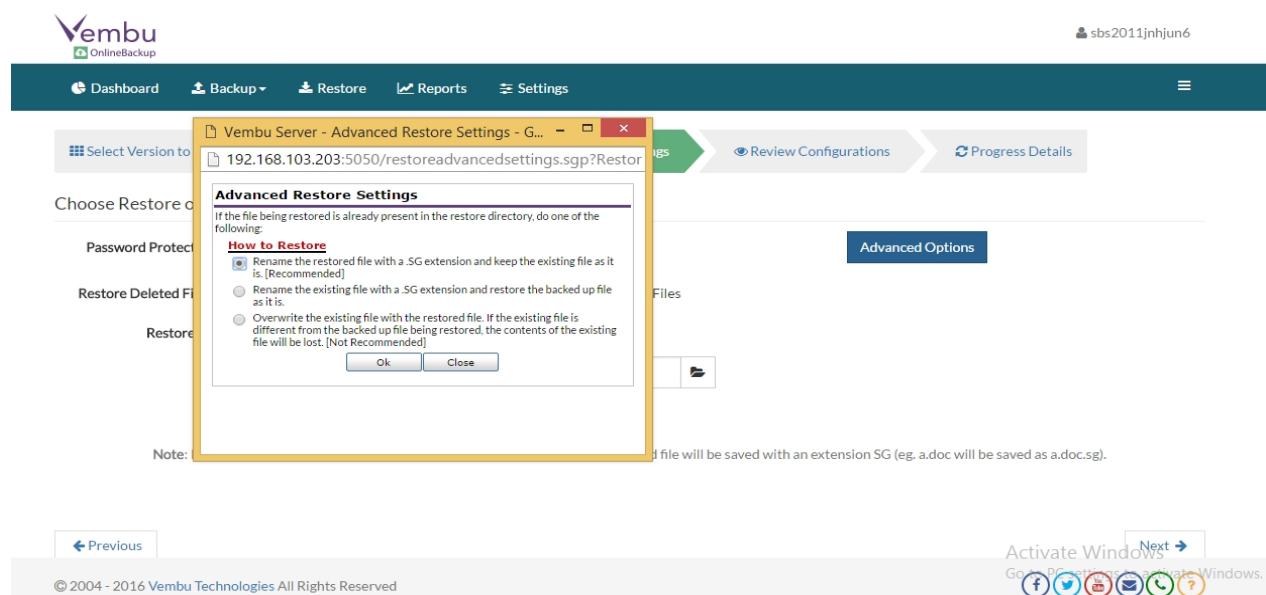 Vembu
OnlineBackup
sbs2011jnhjun6
Dashboard Backup Restore Reports Settings
Select Version to
Review Configurations
Progress Details
Vembu Server - Advanced Restore Settings - G...
192.168.103.203:5050/restoreadvancedsettings.sgp?Restor
Advanced Restore Settings
If the file being restored is already present in the restore directory, do one of the
following:
How to Restore
Rename the restored file with a .SG extension and keep the existing file as it
is. [Recommended]
Rename the existing file with a .SG extension and restore the backed up file
as it is.
Overwrite the existing file with the restored file. If the existing file is
different from the backed up file being restored, the contents of the existing
file will be lost. [Not Recommended]
Ok Close
Choose Restore o
Password Protect
Advanced Options
Restore Deleted Fi
Files
Restore
Note:
file will be saved with an extension SG (eg. a.doc will be saved as a.doc.sg).
Previous
Next
Activate Windows
Go to PC settings to activate Windows.
© 2004 - 2016 Vembu Technologies All Rights Reserved